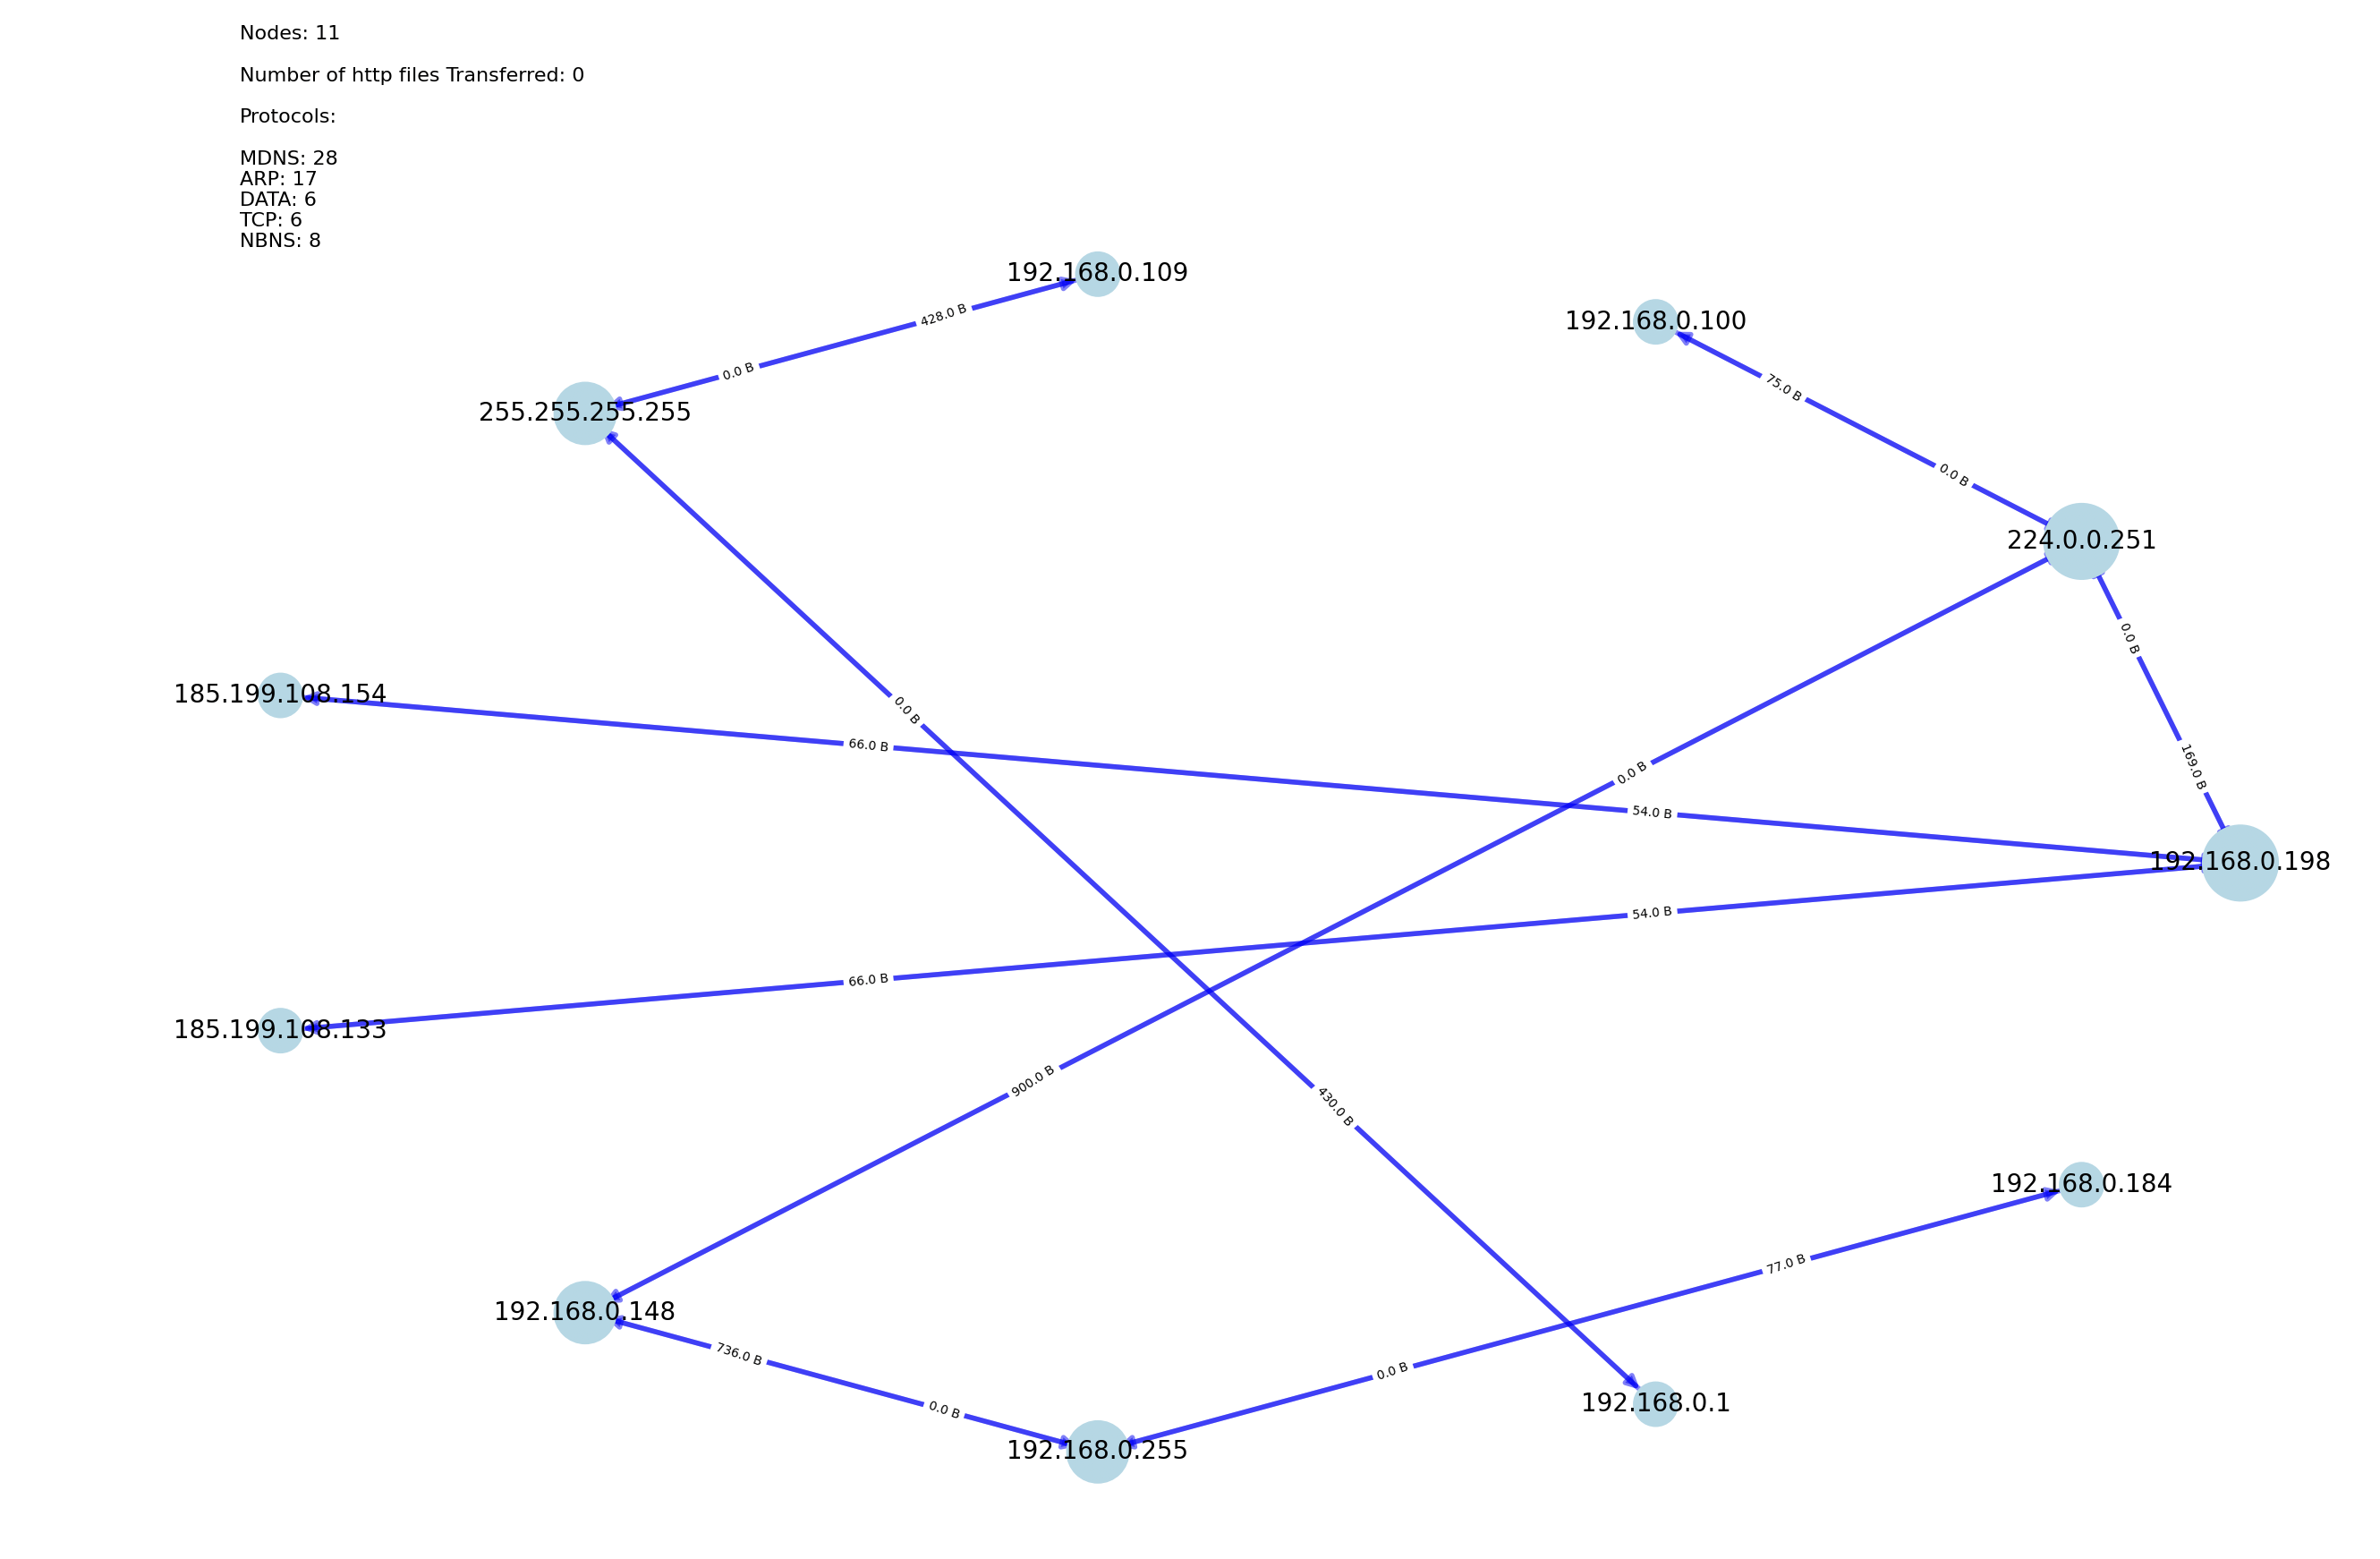 Nodes: 11
Number of http files Transferred: 0
Protocols:
MDNS: 28
ARP: 17
DATA: 6
TCP: 6
NBNS: 8
192.168.0.109
428.0 B
192.168.0.100
0.0 B
75.0 B
255.255.255.255
0.0 B
224.0.0.251
0.0 B
185.199.108.154
0.0 B
66.0 B
0.0 B
169.0 B
54.0 B
192.168.0.198
54.0 B
66.0 B
185.199.108.133
900.0 B
430.0 B
192.168.0.184
77.0 B
192.168.0.148
736.0 B
0.0 B
0.0 B
192.168.0.1
192.168.0.255